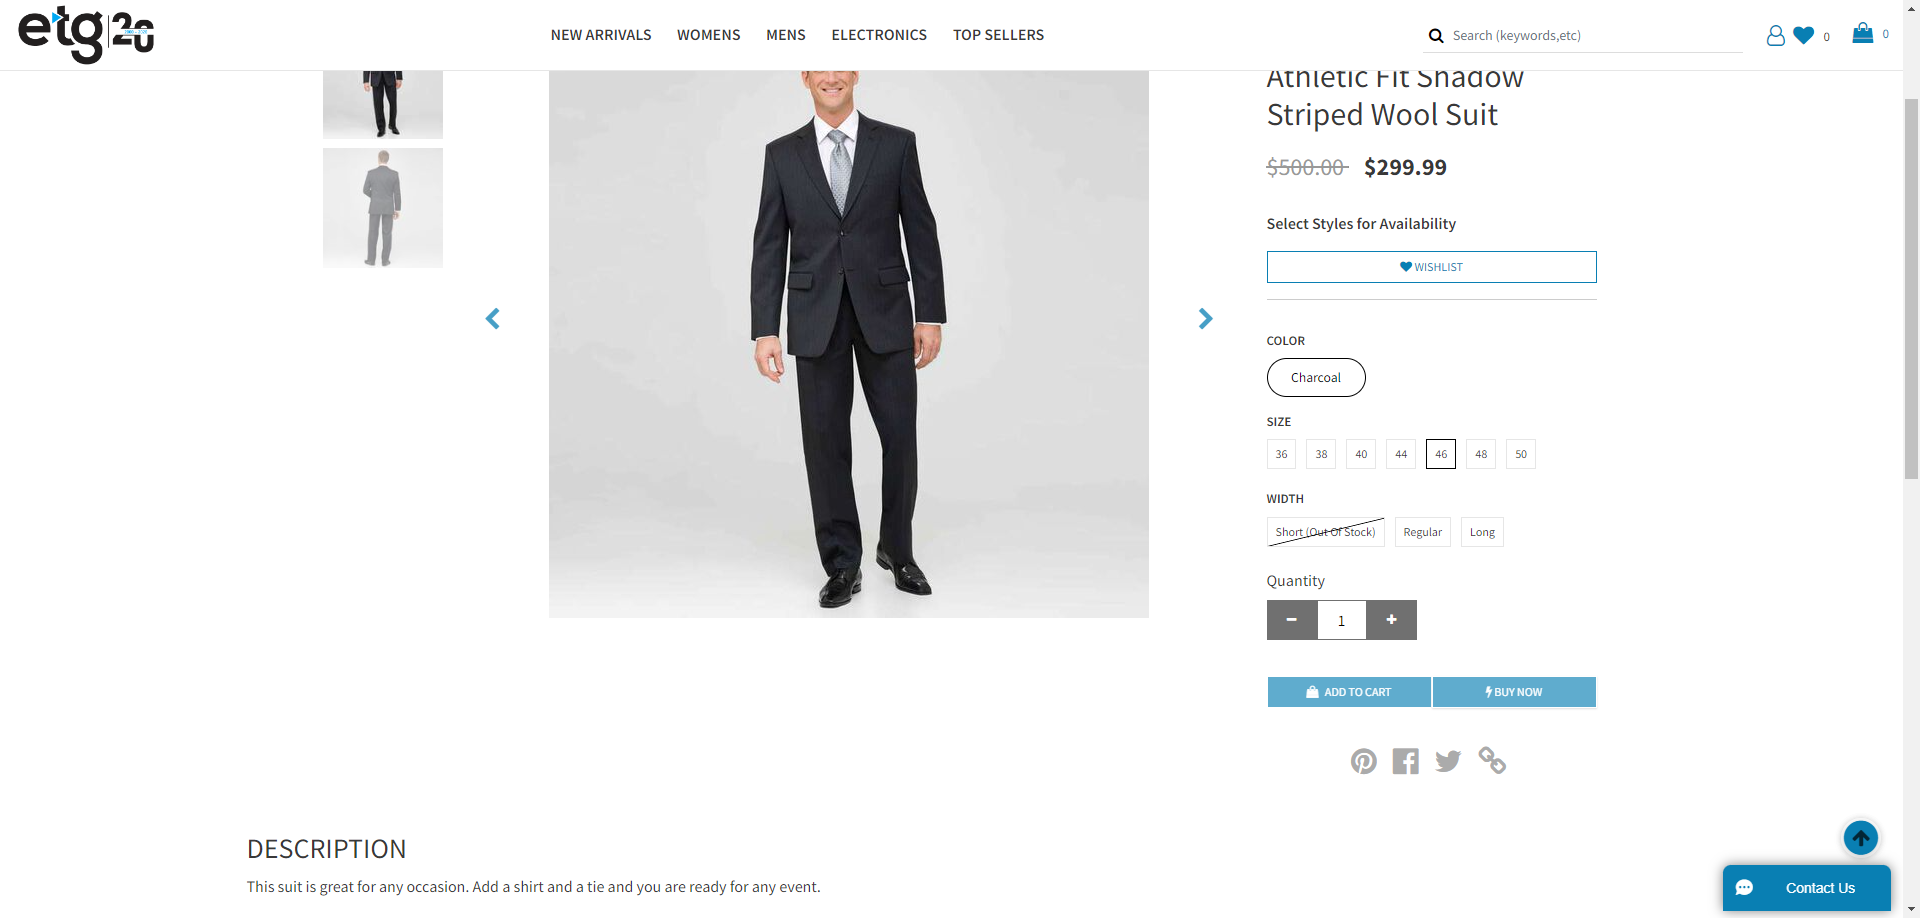 etg 20
2000 - 2020
NEW ARRIVALS WOMENS MENS ELECTRONICS TOP SELLERS
Search (keywords,etc)
0
0
Athletic Fit Shadow
Striped Wool Suit
$500.00 $299.99
Select Styles for Availability
WISHLIST
COLOR
Charcoal
SIZE
36 38 40 44 46 48 50
WIDTH
Short (Out Of Stock) Regular Long
Quantity
− 1 +
ADD TO CART BUY NOW
DESCRIPTION
This suit is great for any occasion. Add a shirt and a tie and you are ready for any event.
Contact Us